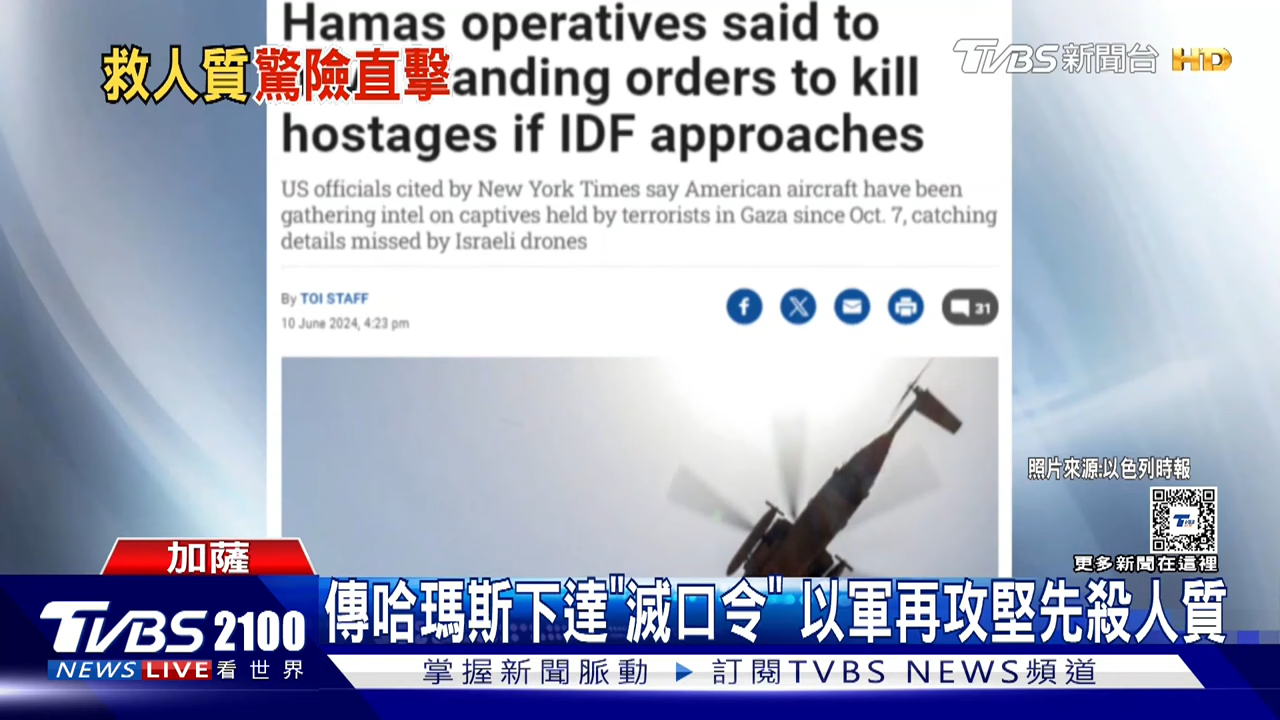 Hamas operatives said to
救人質驚險直擊
anding orders to kill
hostages if IDF approaches
TVBS新聞台 HD
US officials cited by New York Times say American aircraft have been
gathering intel on captives held by terrorists in Gaza since Oct. 7, catching
details missed by Israeli drones
By TOI STAFF
10 June 2024, 4:23 pm
31
照片來源:以色列時報
TVBS
更多新聞在這裡
加薩
傳哈瑪斯下達"滅口令" 以軍再攻堅先殺人質
TVBS 2100
NEWS LIVE 看世界
掌握新聞脈動 ▶ 訂閱TVBS NEWS頻道